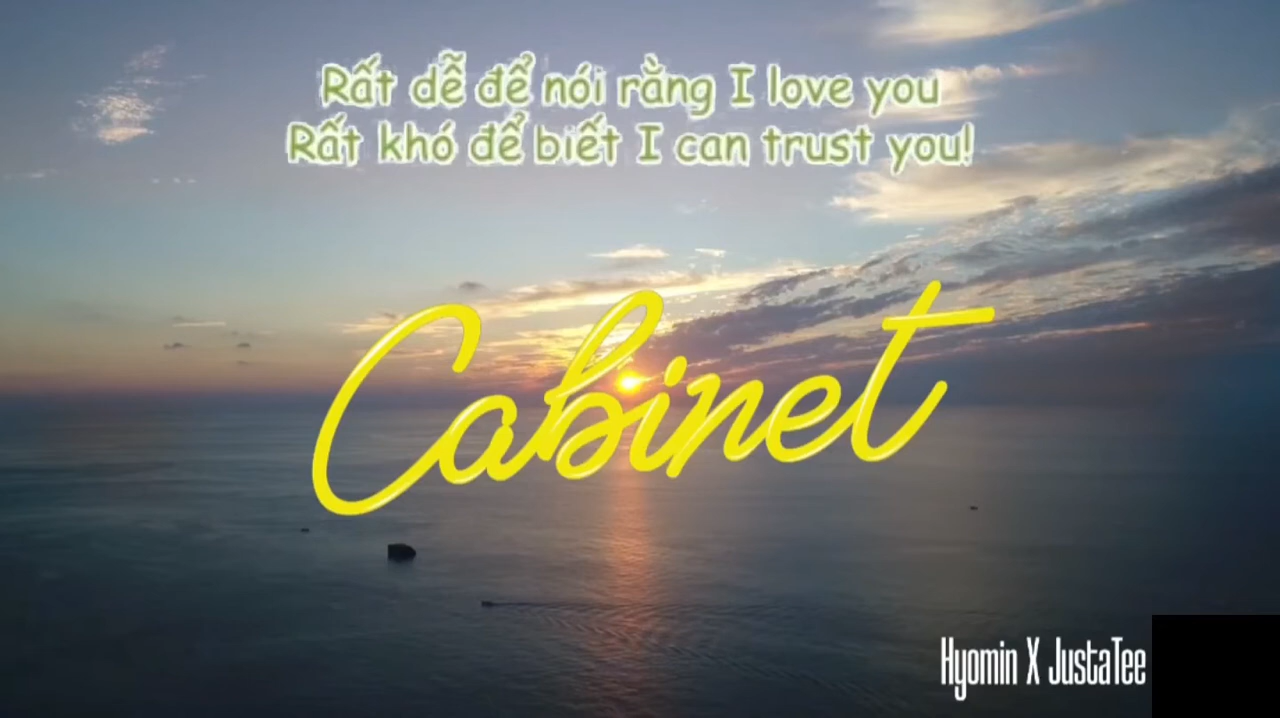 Rất dễ để nói rằng I love you
Rất khó để biết I can trust you!
Cabinet
Hyomin X JustaTee